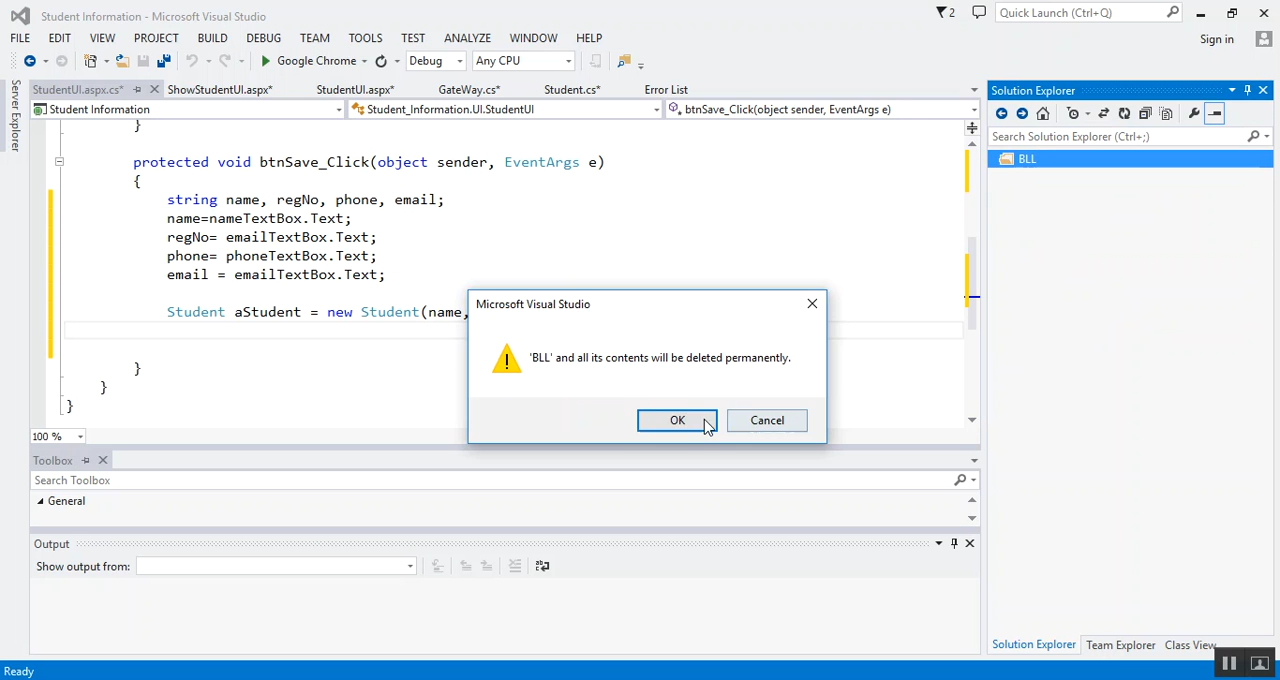 Student Information - Microsoft Visual Studio
2
Quick Launch (Ctrl+Q)
FILE EDIT VIEW PROJECT BUILD DEBUG TEAM TOOLS TEST ANALYZE WINDOW HELP
Sign in
Google Chrome Debug Any CPU
Server Explorer
StudentUI.aspx.cs* ShowStudentUI.aspx* StudentUI.aspx* GateWay.cs* Student.cs* Error List
Student Information Student_Information.UI.StudentUI btnSave_Click(object sender, EventArgs e)
}
protected void btnSave_Click(object sender, EventArgs e)
{
string name, regNo, phone, email;
name=nameTextBox.Text;
regNo= emailTextBox.Text;
phone= phoneTextBox.Text;
email = emailTextBox.Text;
Student aStudent = new Student(name,
}
}
}
100 %
Microsoft Visual Studio
'BLL' and all its contents will be deleted permanently.
OK Cancel
Toolbox
Search Toolbox
General
Output
Show output from:
Ready
Solution Explorer
Search Solution Explorer (Ctrl+;)
BLL
Solution Explorer Team Explorer Class View